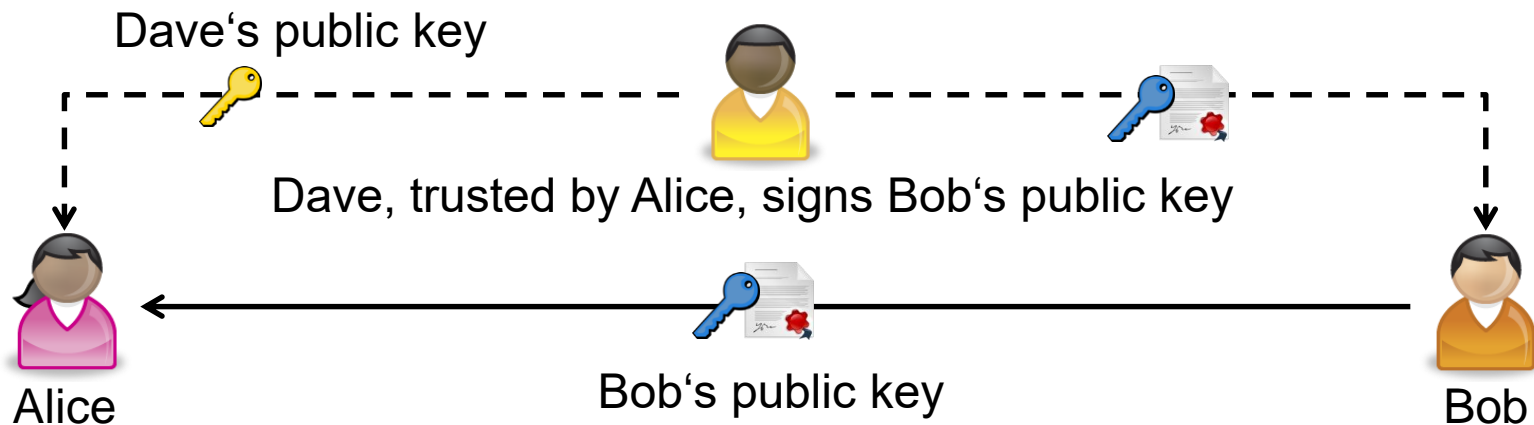 Dave‘s public key
Dave, trusted by Alice, signs Bob‘s public key
Bob‘s public key
Alice
Bob